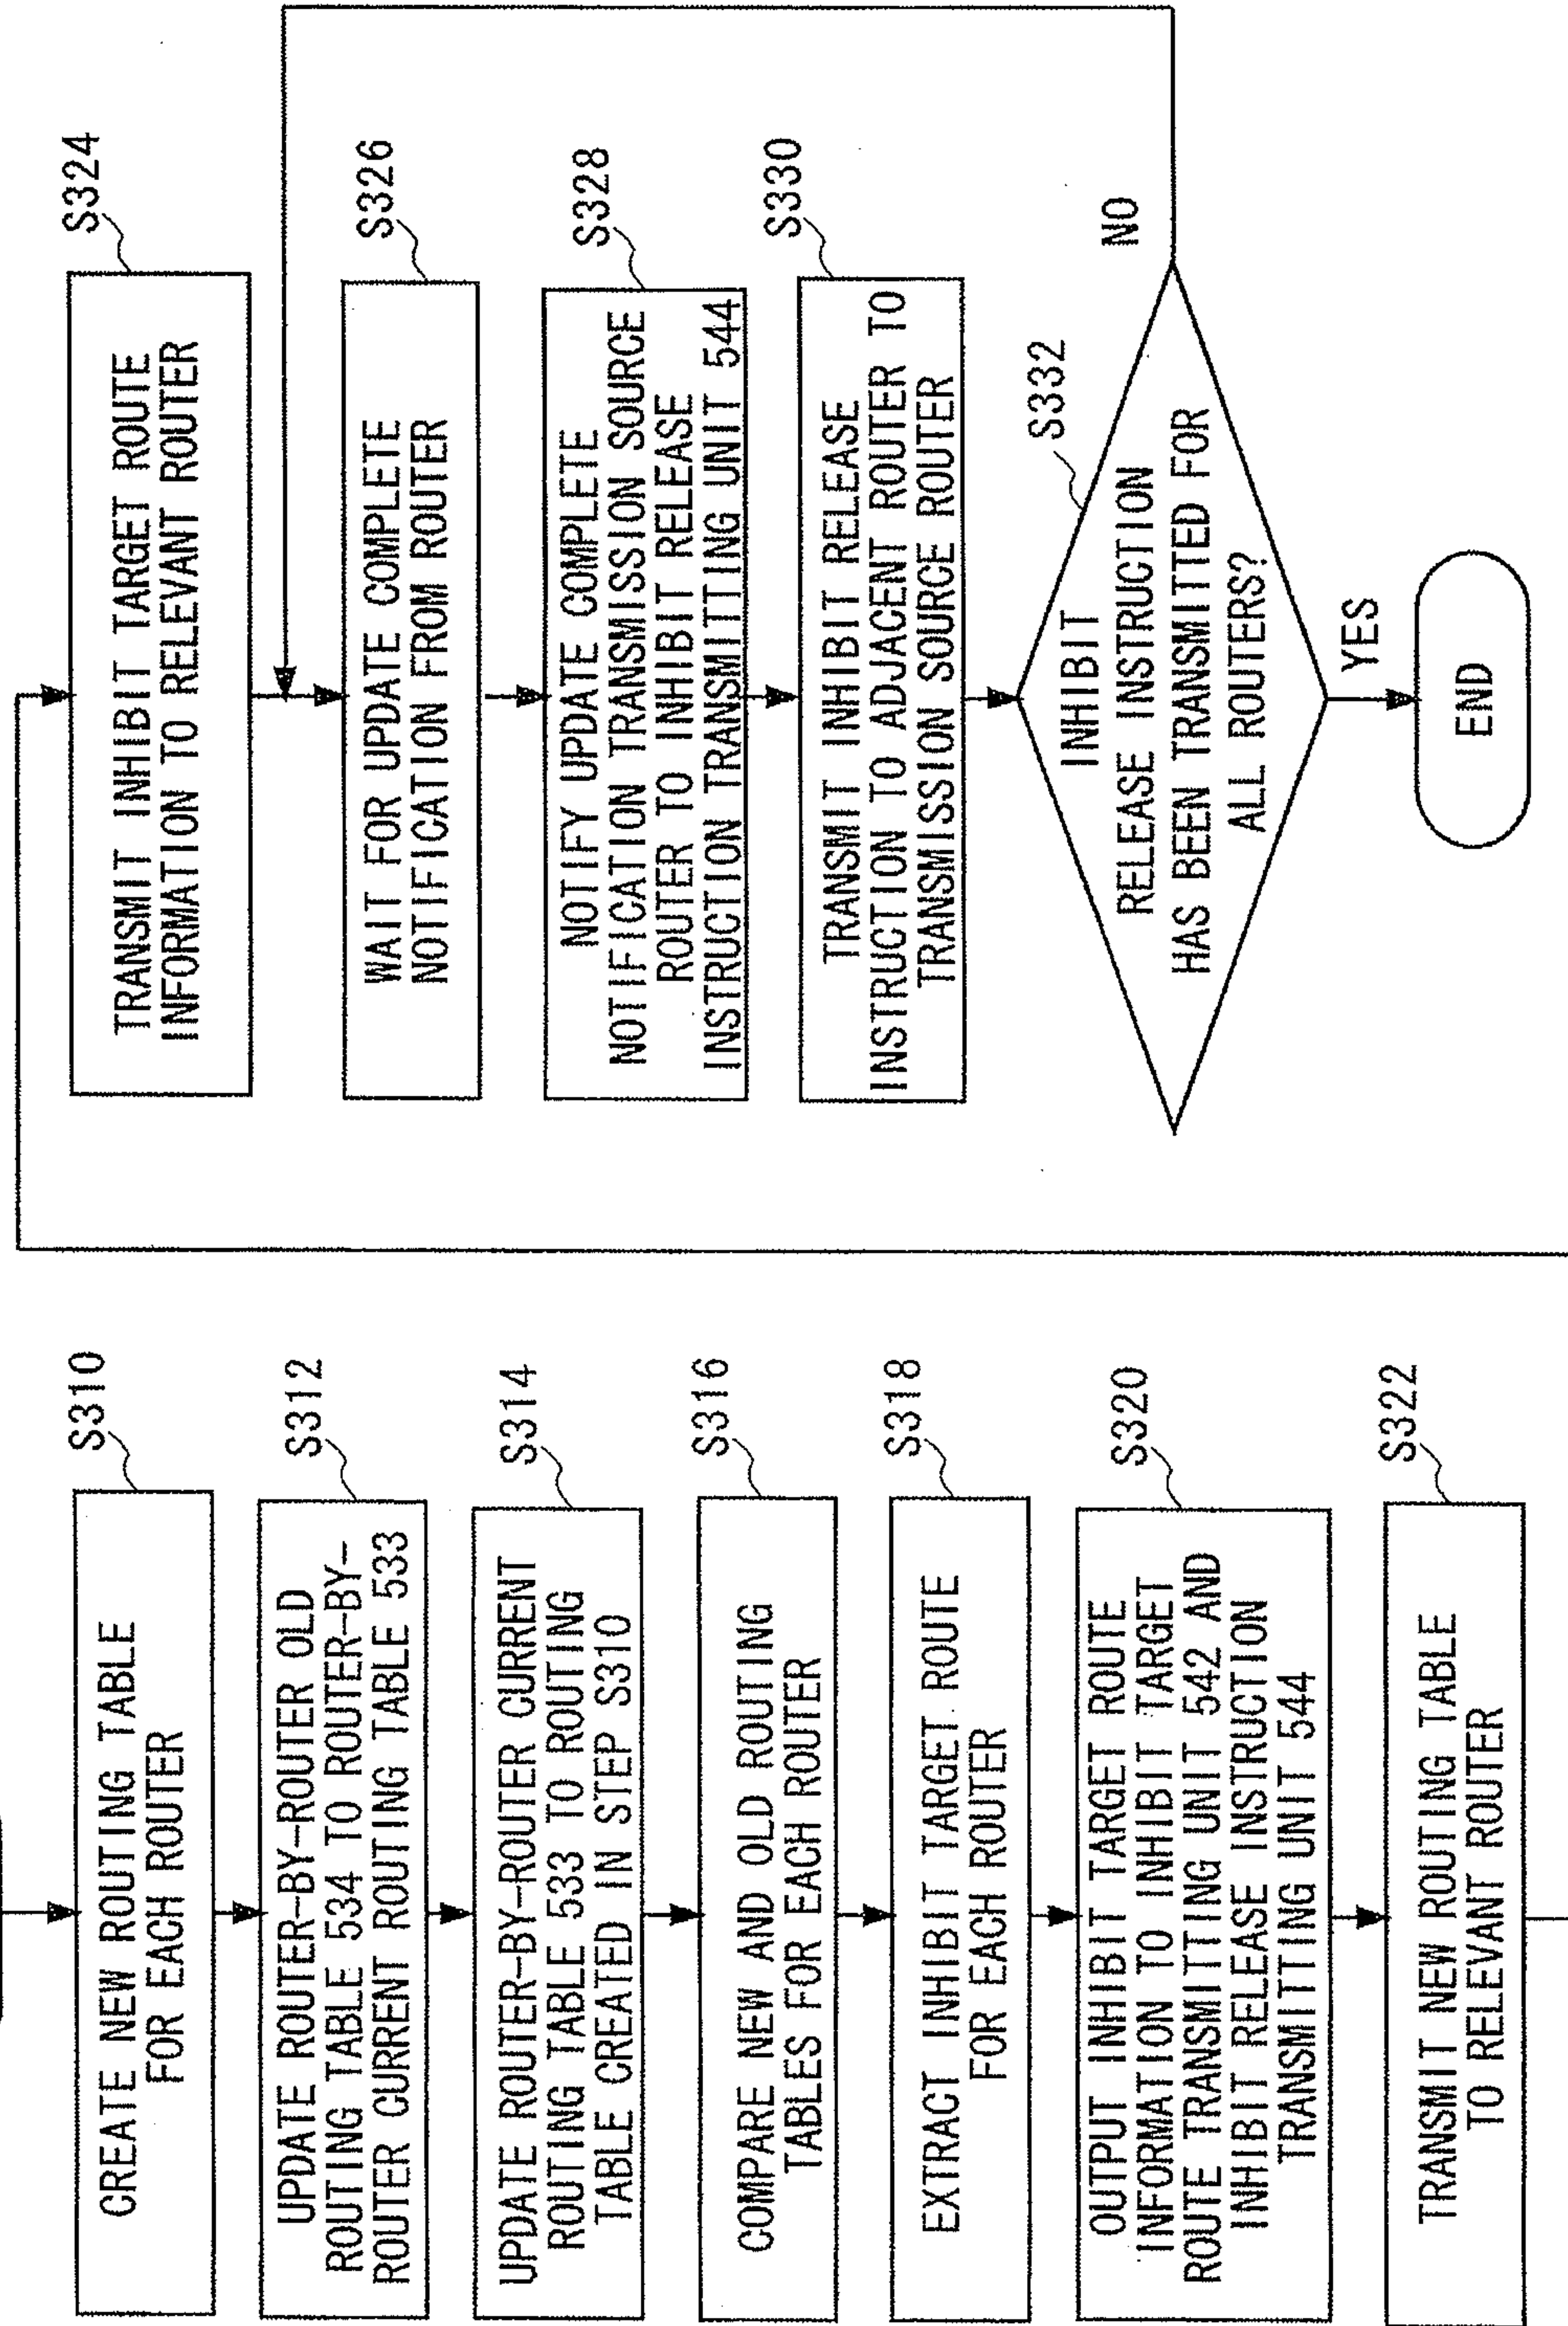 S310
CREATE NEW ROUTING TABLE
FOR EACH ROUTER
S312
UPDATE ROUTER-BY-ROUTER OLD
ROUTING TABLE 534 TO ROUTER-BY-
ROUTER CURRENT ROUTING TABLE 533
S314
UPDATE ROUTER-BY-ROUTER CURRENT
ROUTING TABLE 533 TO ROUTING
TABLE CREATED IN STEP S310
S316
COMPARE NEW AND OLD ROUTING
TABLES FOR EACH ROUTER
S318
EXTRACT INHIBIT TARGET ROUTE
FOR EACH ROUTER
S320
OUTPUT INHIBIT TARGET ROUTE
INFORMATION TO INHIBIT TARGET
ROUTE TRANSMITTING UNIT 542 AND
INHIBIT RELEASE INSTRUCTION
TRANSMITTING UNIT 544
S322
TRANSMIT NEW ROUTING TABLE
TO RELEVANT ROUTER
S324
TRANSMIT INHIBIT TARGET ROUTE
INFORMATION TO RELEVANT ROUTER
S326
WAIT FOR UPDATE COMPLETE
NOTIFICATION FROM ROUTER
S328
NOTIFY UPDATE COMPLETE
NOTIFICATION TRANSMISSION SOURCE
ROUTER TO INHIBIT RELEASE
INSTRUCTION TRANSMITTING UNIT 544
S330
TRANSMIT INHIBIT RELEASE
INSTRUCTION TO ADJACENT ROUTER TO
TRANSMISSION SOURCE ROUTER
S332
INHIBIT
RELEASE INSTRUCTION
HAS BEEN TRANSMITTED FOR
ALL ROUTERS?
NO
YES
END